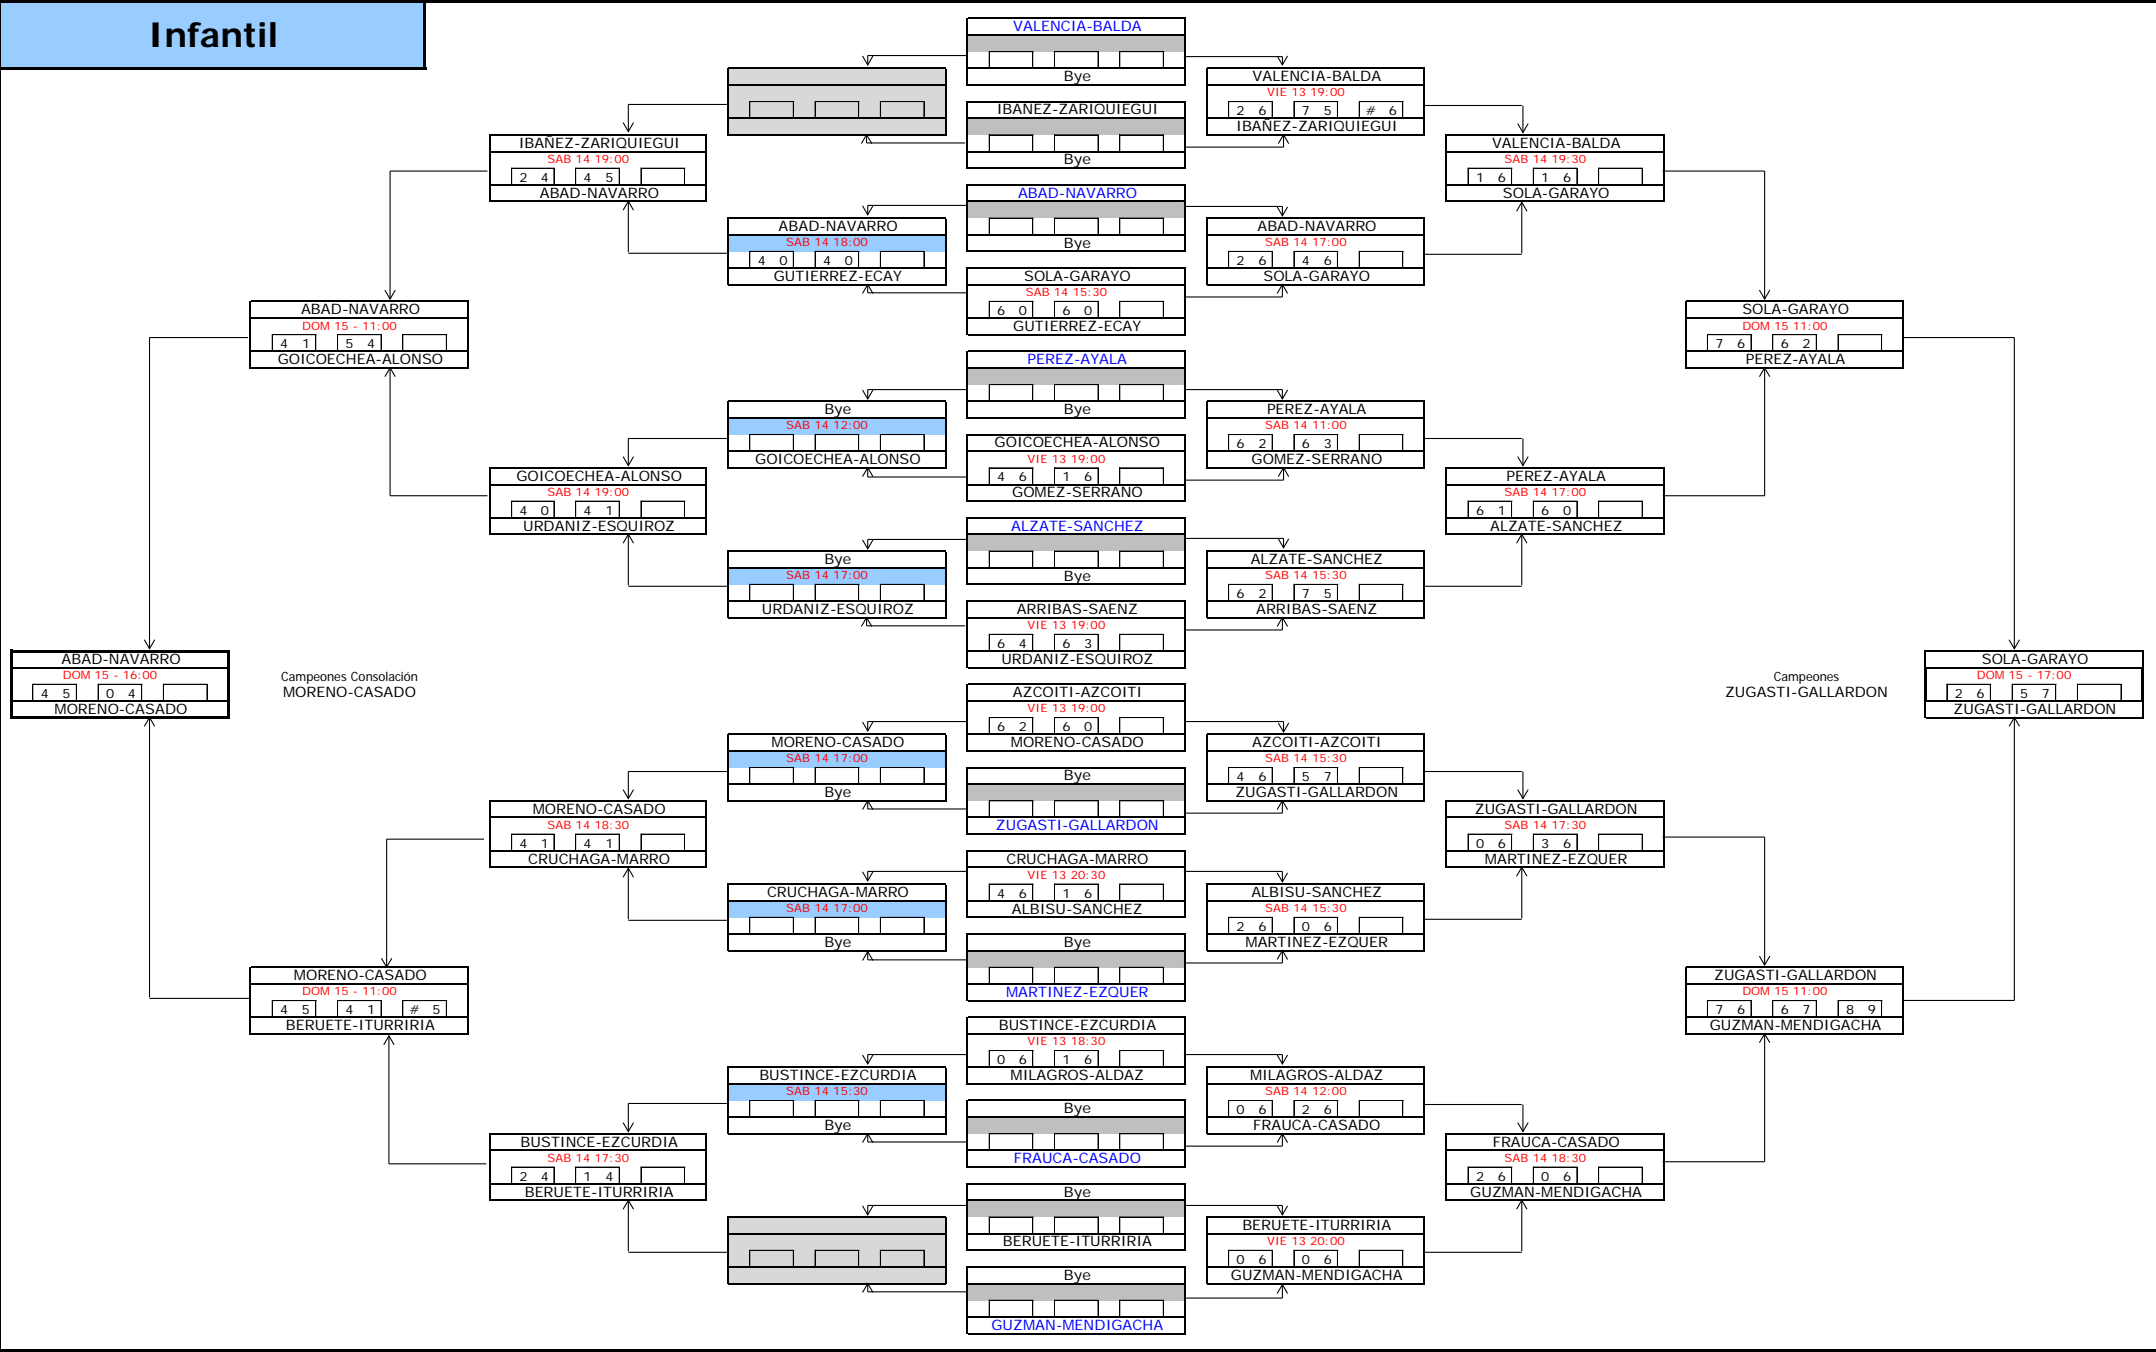 Infantil
VALENCIA-BALDA
Bye
IBAÑEZ-ZARIQUIEGUI
Bye
ABAD-NAVARRO
Bye
SOLA-GARAYO
SAB 14 15:30
6 0 6 0
GUTIERREZ-ECAY
PEREZ-AYALA
Bye
GOICOECHEA-ALONSO
VIE 13 19:00
4 6 1 6
GOMEZ-SERRANO
ALZATE-SANCHEZ
Bye
ARRIBAS-SAENZ
VIE 13 19:00
6 4 6 3
URDANIZ-ESQUIROZ
AZCOITI-AZCOITI
VIE 13 19:00
6 2 6 0
MORENO-CASADO
Bye
ZUGASTI-GALLARDON
CRUCHAGA-MARRO
VIE 13 20:30
4 6 1 6
ALBISU-SANCHEZ
Bye
MARTINEZ-EZQUER
BUSTINCE-EZCURDIA
VIE 13 18:30
0 6 1 6
MILAGROS-ALDAZ
Bye
FRAUCA-CASADO
Bye
BERUETE-ITURRIRIA
Bye
GUZMAN-MENDIGACHA
VALENCIA-BALDA
VIE 13 19:00
2 6 7 5 # 6
IBAÑEZ-ZARIQUIEGUI
ABAD-NAVARRO
SAB 14 17:00
2 6 4 6
SOLA-GARAYO
PEREZ-AYALA
SAB 14 11:00
6 2 6 3
GOMEZ-SERRANO
ALZATE-SANCHEZ
SAB 14 15:30
6 2 7 5
ARRIBAS-SAENZ
AZCOITI-AZCOITI
SAB 14 15:30
4 6 5 7
ZUGASTI-GALLARDON
ALBISU-SANCHEZ
SAB 14 15:30
2 6 0 6
MARTINEZ-EZQUER
MILAGROS-ALDAZ
SAB 14 12:00
0 6 2 6
FRAUCA-CASADO
BERUETE-ITURRIRIA
VIE 13 20:00
0 6 0 6
GUZMAN-MENDIGACHA
VALENCIA-BALDA
SAB 14 19:30
1 6 1 6
SOLA-GARAYO
PEREZ-AYALA
SAB 14 17:00
6 1 6 0
ALZATE-SANCHEZ
ZUGASTI-GALLARDON
SAB 14 17:30
0 6 3 6
MARTINEZ-EZQUER
FRAUCA-CASADO
SAB 14 18:30
2 6 0 6
GUZMAN-MENDIGACHA
SOLA-GARAYO
DOM 15 11:00
7 6 6 2
PEREZ-AYALA
ZUGASTI-GALLARDON
DOM 15 11:00
7 6 6 7 8 9
GUZMAN-MENDIGACHA
Campeones
ZUGASTI-GALLARDON
SOLA-GARAYO
DOM 15 - 17:00
2 6 5 7
ZUGASTI-GALLARDON
ABAD-NAVARRO
SAB 14 18:00
4 0 4 0
GUTIERREZ-ECAY
Bye
SAB 14 12:00
GOICOECHEA-ALONSO
Bye
SAB 14 17:00
URDANIZ-ESQUIROZ
MORENO-CASADO
SAB 14 17:00
Bye
CRUCHAGA-MARRO
SAB 14 17:00
Bye
BUSTINCE-EZCURDIA
SAB 14 15:30
Bye
IBAÑEZ-ZARIQUIEGUI
SAB 14 19:00
2 4 4 5
ABAD-NAVARRO
GOICOECHEA-ALONSO
SAB 14 19:00
4 0 4 1
URDANIZ-ESQUIROZ
MORENO-CASADO
SAB 14 18:30
4 1 4 1
CRUCHAGA-MARRO
BUSTINCE-EZCURDIA
SAB 14 17:30
2 4 1 4
BERUETE-ITURRIRIA
ABAD-NAVARRO
DOM 15 - 11:00
4 1 5 4
GOICOECHEA-ALONSO
MORENO-CASADO
DOM 15 - 11:00
4 5 4 1 # 5
BERUETE-ITURRIRIA
ABAD-NAVARRO
DOM 15 - 16:00
4 5 0 4
MORENO-CASADO
Campeones Consolación
MORENO-CASADO